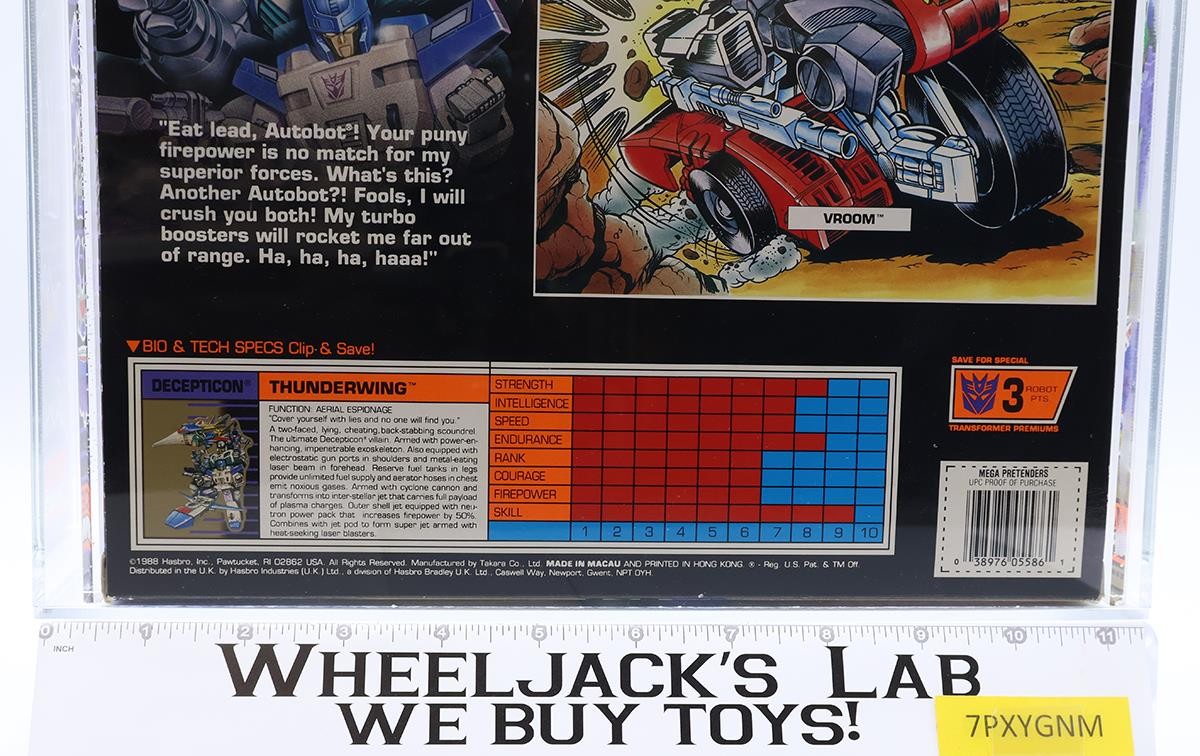 "Eat lead, Autobot®! Your puny
firepower is no match for my
superior forces. What's this?
Another Autobot?! Fools, I will
crush you both! My turbo
boosters will rocket me far out
of range. Ha, ha, ha, haaa!"
VROOM™
▼BIO & TECH SPECS Clip & Save!
DECEPTICON®
THUNDERWING™
FUNCTION: AERIAL ESPIONAGE
"Cover yourself with lies and no one will find you."
A two-faced, lying, cheating, back-stabbing scoundrel.
The ultimate Decepticon® villain. Armed with power-en-
hancing, impenetrable exoskeleton. Also equipped with
electrostatic gun ports in shoulders and metal-eating
laser beam in forehead. Reserve fuel tanks in legs
provide unlimited fuel supply and aerator hoses in chest
emit noxious gases. Armed with cyclone cannon and
transforms into inter-stellar jet that carries full payload
of plasma charges. Outer shell jet equipped with neu-
tron power pack that increases firepower by 50%.
Combines with jet pod to form super jet armed with
heat-seeking laser blasters.
STRENGTH
INTELLIGENCE
SPEED
ENDURANCE
RANK
COURAGE
FIREPOWER
SKILL
1 2 3 4 5 6 7 8 9 10
SAVE FOR SPECIAL
3 ROBOT
PTS.
TRANSFORMER PREMIUMS
MEGA PRETENDERS
UPC PROOF OF PURCHASE
0 38976 05586 1
©1988 Hasbro, Inc., Pawtucket, RI 02862 USA. All Rights Reserved. Manufactured by Takara Co., Ltd. MADE IN MACAU AND PRINTED IN HONG KONG. ® - Reg. U.S. Pat. & TM Off.
Distributed in the U.K. by Hasbro Industries (U.K.) Ltd., a division of Hasbro Bradley U.K. Ltd., Caswell Way, Newport, Gwent. NPT OYH.
0 1 2 3 4 5 6 7 8 9 10 11
INCH
WHEELJACK'S LAB
WE BUY TOYS!
7PXYGNM